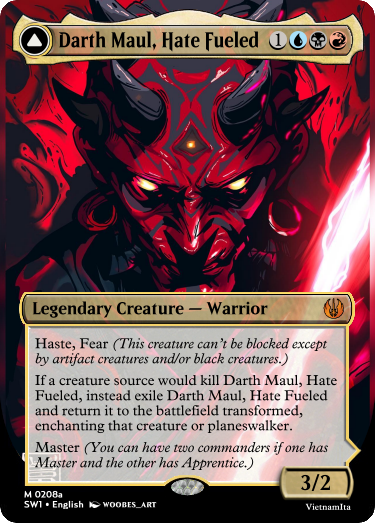 Darth Maul, Hate Fueled 1
Legendary Creature — Warrior
Haste, Fear (This creature can't be blocked except
by artifact creatures and/or black creatures.)
If a creature source would kill Darth Maul, Hate
Fueled, instead exile Darth Maul, Hate Fueled
and return it to the battlefield transformed,
enchanting that creature or planeswalker.
Master (You can have two commanders if one has
Master and the other has Apprentice.)
3/2
M 0208a
SW1 • English WOOBES_ART
VietnamIta